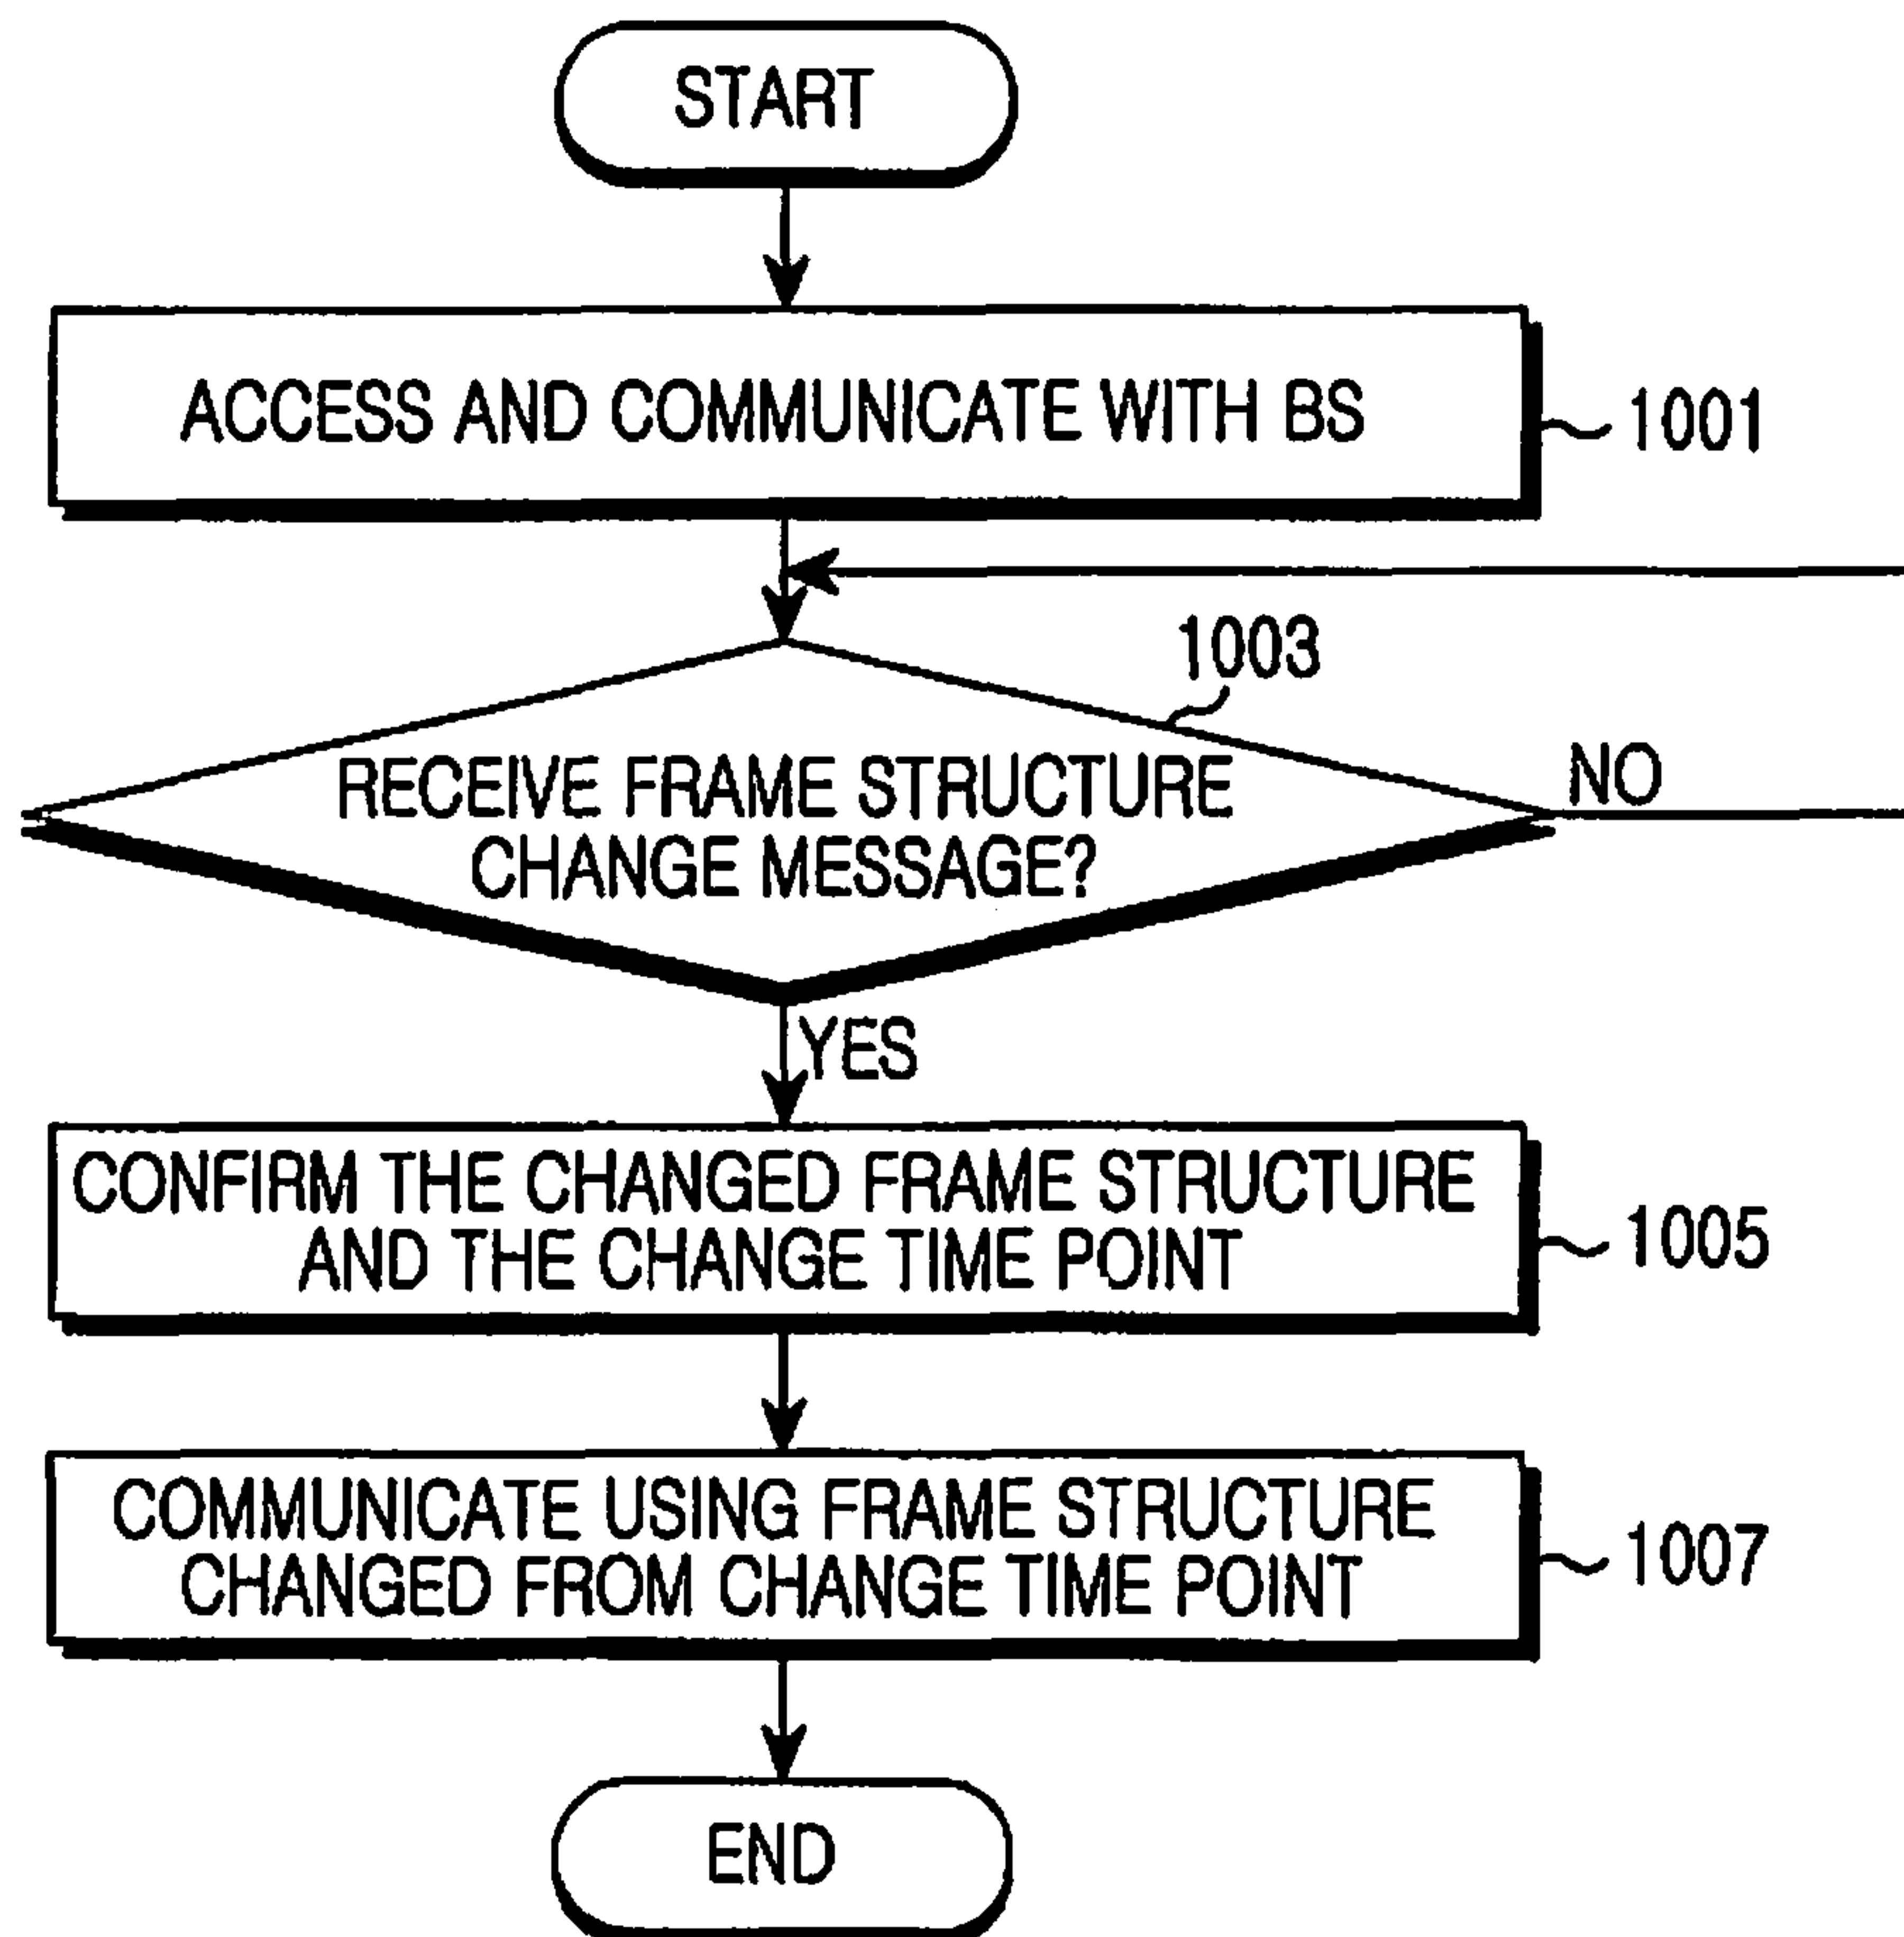 START
ACCESS AND COMMUNICATE WITH BS
1001
1003
RECEIVE FRAME STRUCTURE
CHANGE MESSAGE?
NO
YES
CONFIRM THE CHANGED FRAME STRUCTURE
AND THE CHANGE TIME POINT
1005
COMMUNICATE USING FRAME STRUCTURE
CHANGED FROM CHANGE TIME POINT
1007
END